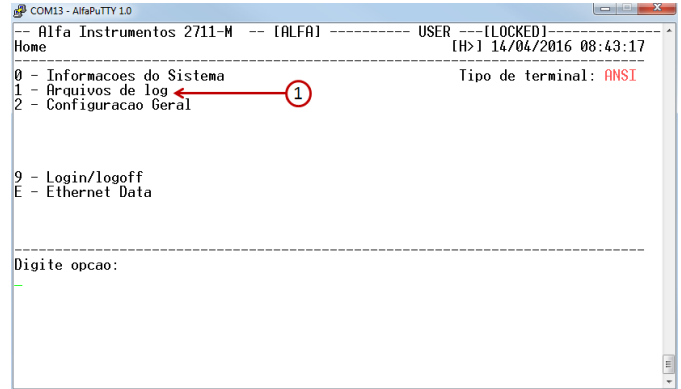 COM13 - AlfaPuTTY 1.0
-- Alfa Instrumentos 2711-M -- [ALFA] ---------- USER ---[LOCKED]-------------
Home [H>] 14/04/2016 08:43:17
0 - Informacoes do Sistema Tipo de terminal: ANSI
1 - Arquivos de log 1
2 - Configuracao Geral
9 - Login/logoff
E - Ethernet Data
Digite opcao:
_